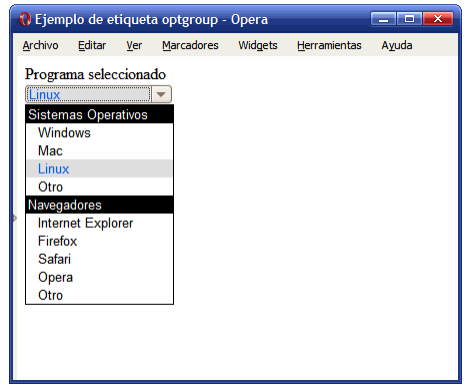 Ejemplo de etiqueta optgroup - Opera
Archivo Editar Ver Marcadores Widgets Herramientas Ayuda
Programa seleccionado
Linux
Sistemas Operativos
Windows
Mac
Linux
Otro
Navegadores
Internet Explorer
Firefox
Safari
Opera
Otro